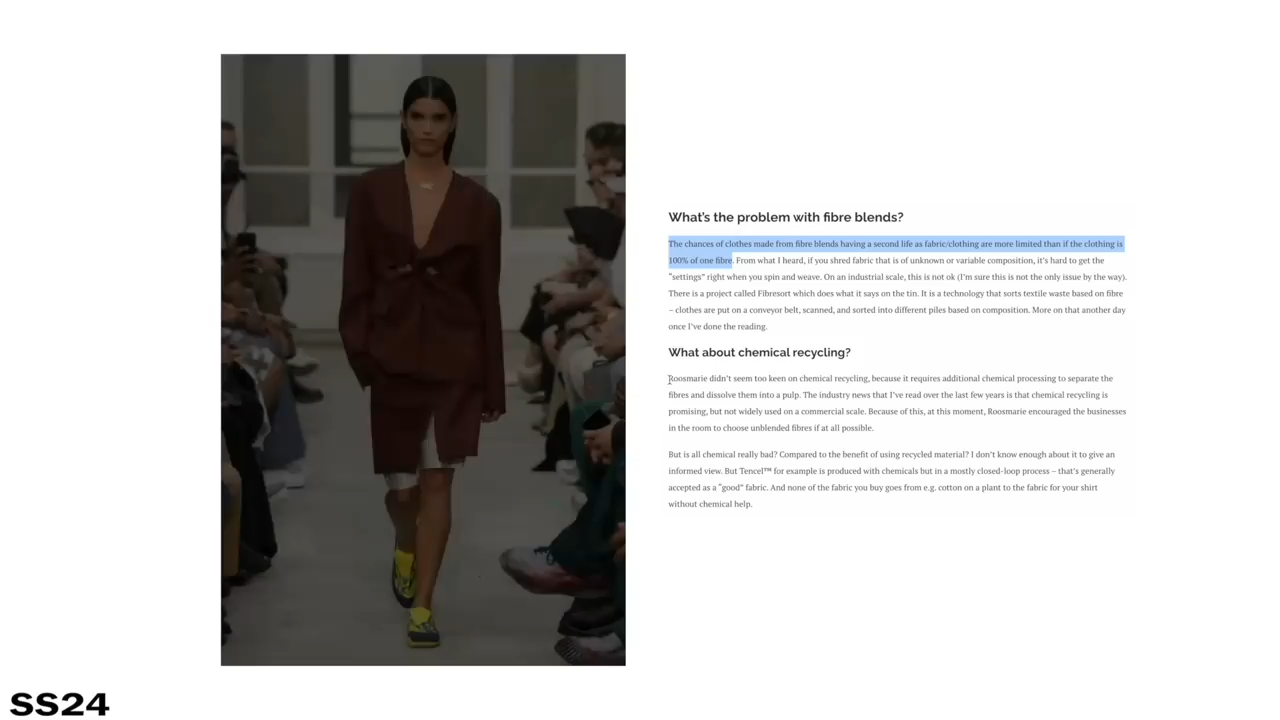 What's the problem with fibre blends?
The chances of clothes made from fibre blends having a second life as fabric/clothing are more limited than if the clothing is
100% of one fibre. From what I heard, if you shred fabric that is of unknown or variable composition, it's hard to get the
"settings" right when you spin and weave. On an industrial scale, this is not ok (I'm sure this is not the only issue by the way).
There is a project called Fibresort which does what it says on the tin. It is a technology that sorts textile waste based on fibre
– clothes are put on a conveyor belt, scanned, and sorted into different piles based on composition. More on that another day
once I've done the reading.
What about chemical recycling?
Roosmarie didn't seem too keen on chemical recycling, because it requires additional chemical processing to separate the
fibres and dissolve them into a pulp. The industry news that I've read over the last few years is that chemical recycling is
promising, but not widely used on a commercial scale. Because of this, at this moment, Roosmarie encouraged the businesses
in the room to choose unblended fibres if at all possible.
But is all chemical really bad? Compared to the benefit of using recycled material? I don't know enough about it to give an
informed view. But Tencel™ for example is produced with chemicals but in a mostly closed-loop process – that's generally
accepted as a "good" fabric. And none of the fabric you buy goes from e.g. cotton on a plant to the fabric for your shirt
without chemical help.
SS24